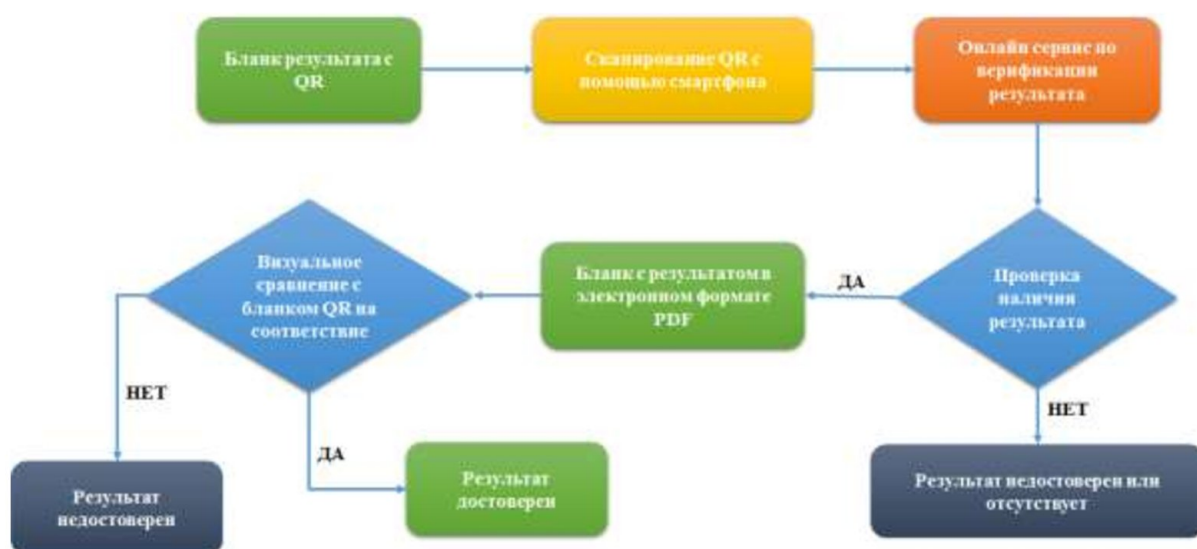 Бланк результата с
QR
Сканирование QR с
помощью смартфона
Онлайн сервис по
верификации
результата
Проверка
наличия
результата
ДА
Бланк с результатом в
электронном формате
PDF
Визуальное
сравнение с
бланком QR на
соответствие
НЕТ
ДА
НЕТ
Результат
недостоверен
Результат
достоверен
Результат недостоверен или
отсутствует